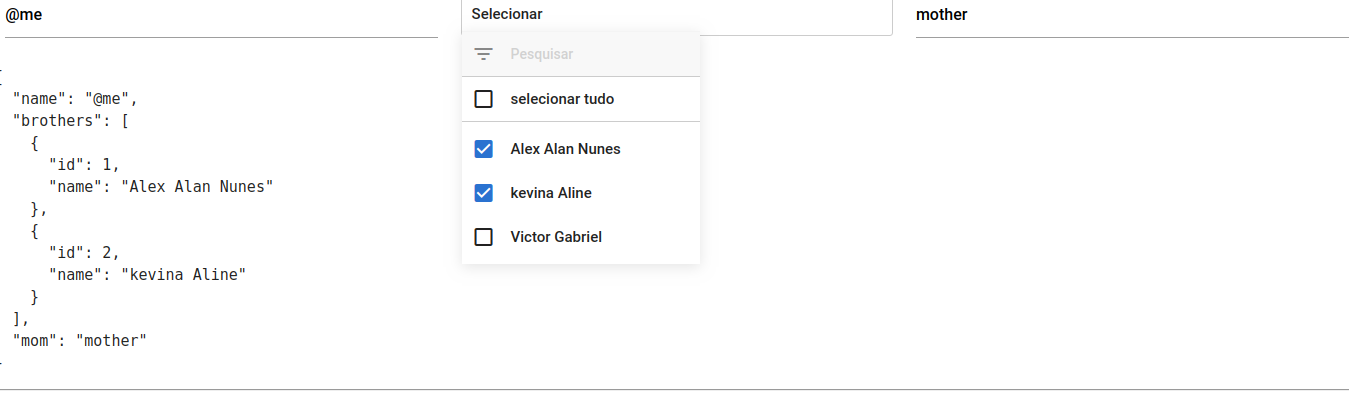 @me
Selecionar
mother
Pesquisar
selecionar tudo
Alex Alan Nunes
kevina Aline
Victor Gabriel
"name": "@me",
"brothers": [
{
"id": 1,
"name": "Alex Alan Nunes"
},
{
"id": 2,
"name": "kevina Aline"
}
],
"mom": "mother"